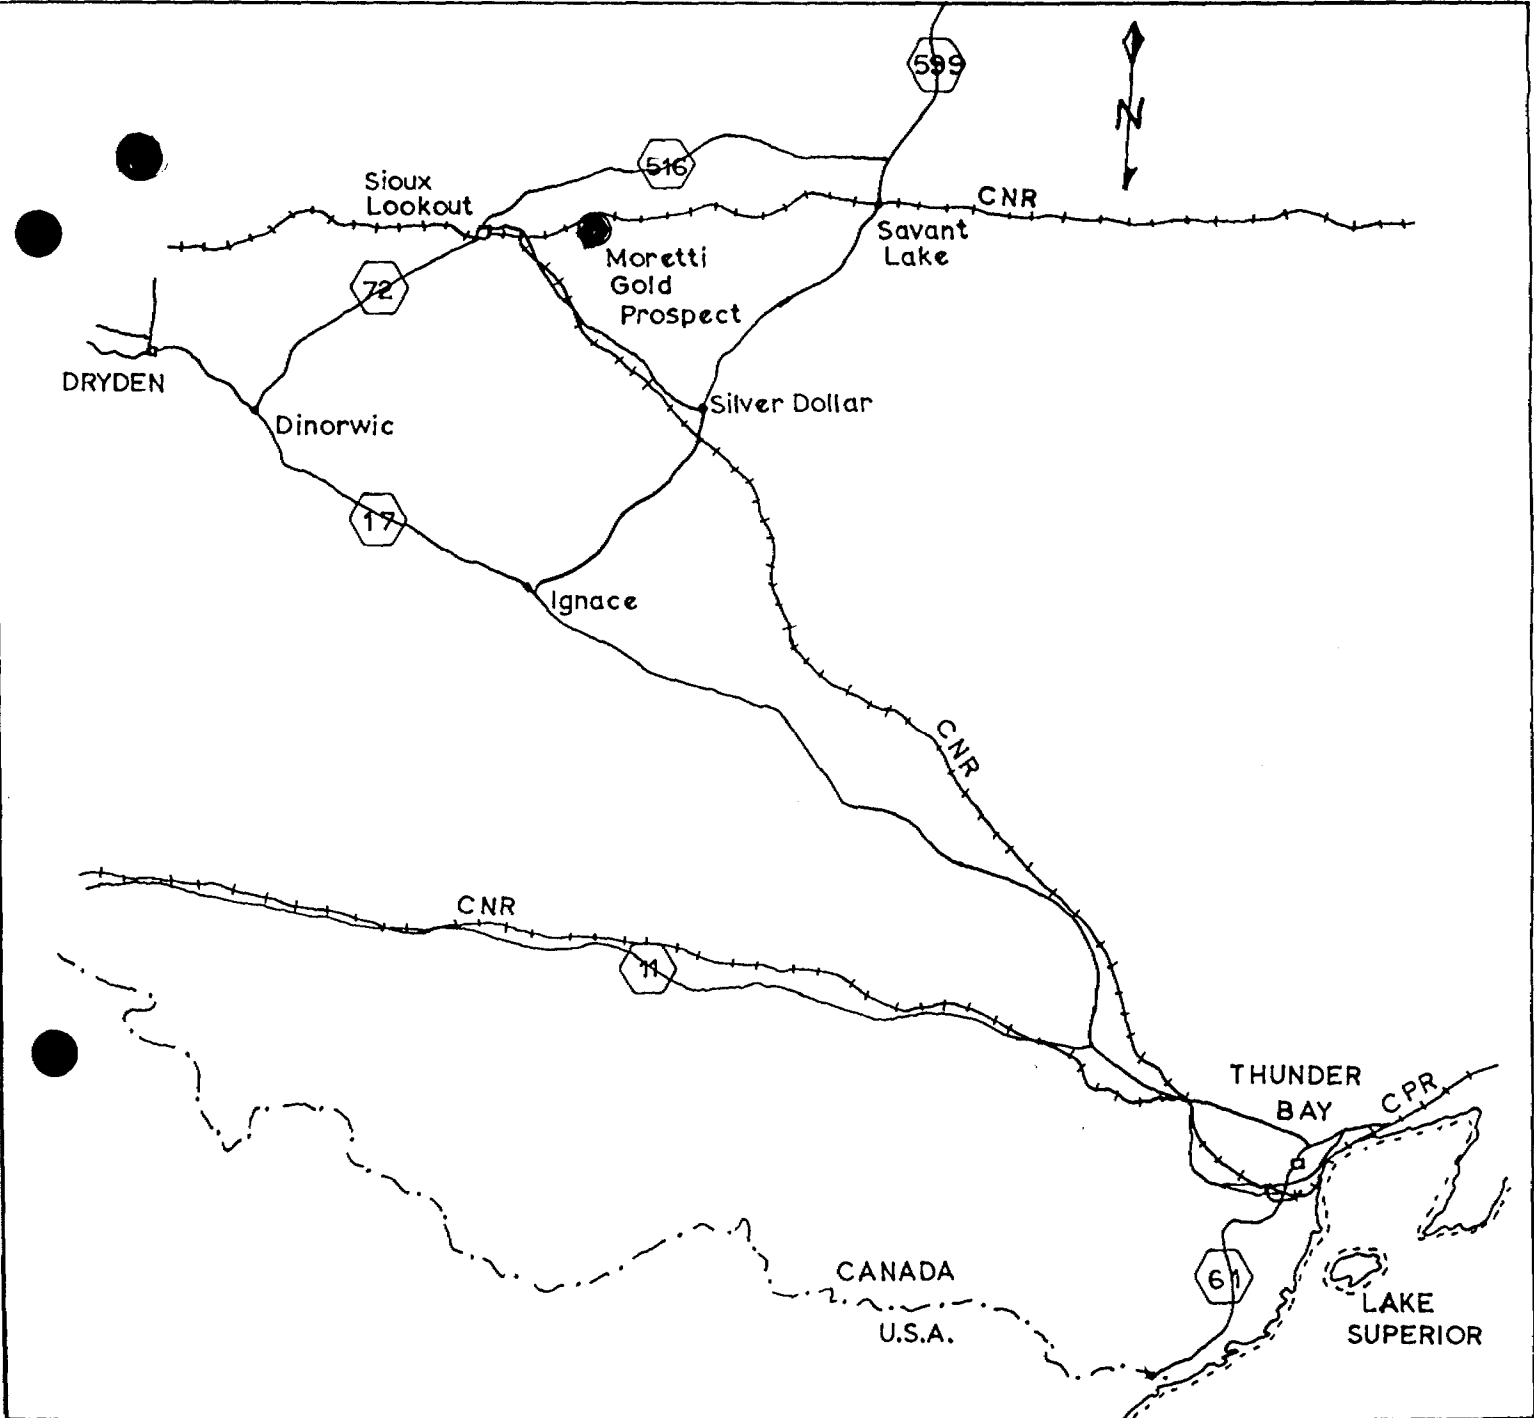 599
N
516
Sioux
Lookout
CNR
Savant
Lake
Moretti
Gold
Prospect
72
DRYDEN
Silver Dollar
Dinorwic
17
Ignace
CNR
CNR
11
THUNDER
BAY
CPR
CANADA
61
U.S.A.
LAKE
SUPERIOR